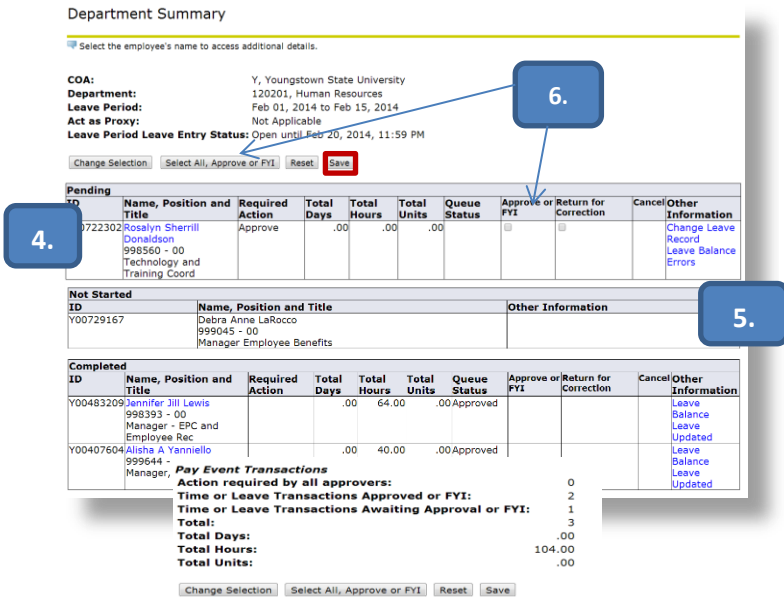 Department Summary
Select the employee's name to access additional details.
COA: Y, Youngstown State University
Department: 120201, Human Resources
Leave Period: Feb 01, 2014 to Feb 15, 2014
Act as Proxy: Not Applicable
Leave Period Leave Entry Status: Open until Feb 20, 2014, 11:59 PM
6.
Change Selection Select All, Approve or FYI Reset Save
Pending
ID Name, Position and Required Total Total Total Queue Approve or Return for Cancel Other
Title Action Days Hours Units Status FYI Correction Information
4.
0722302 Rosalyn Sherrill Approve .00 .00 .00 Change Leave
Donaldson Record
998560 - 00 Leave Balance
Technology and Errors
Training Coord
Not Started
ID Name, Position and Title Other Information
5.
Y00729167 Debra Anne LaRocco
999045 - 00
Manager Employee Benefits
Completed
ID Name, Position and Required Total Total Total Queue Approve or Return for Cancel Other
Title Action Days Hours Units Status FYI Correction Information
Y00483209 Jennifer Jill Lewis .00 64.00 .00 Approved Leave
998393 - 00 Balance
Manager - EPC and Leave
Employee Rec Updated
Y00407604 Alisha A Yanniello .00 40.00 .00 Approved Leave
999644 - Balance
Manager, Leave
Updated
Pay Event Transactions
Action required by all approvers: 0
Time or Leave Transactions Approved or FYI: 2
Time or Leave Transactions Awaiting Approval or FYI: 1
Total: 3
Total Days: .00
Total Hours: 104.00
Total Units: .00
Change Selection Select All, Approve or FYI Reset Save